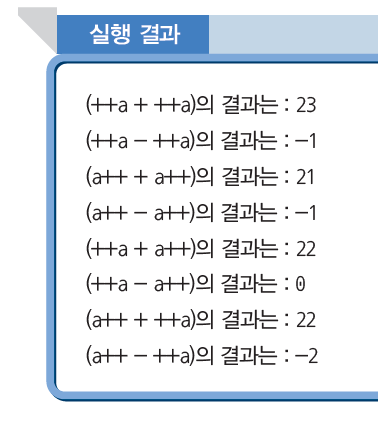 실행 결과
(++a + ++a)의 결과는 : 23
(++a − ++a)의 결과는 : −1
(a++ + a++)의 결과는 : 21
(a++ − a++)의 결과는 : −1
(++a + a++)의 결과는 : 22
(++a − a++)의 결과는 : 0
(a++ + ++a)의 결과는 : 22
(a++ − ++a)의 결과는 : −2